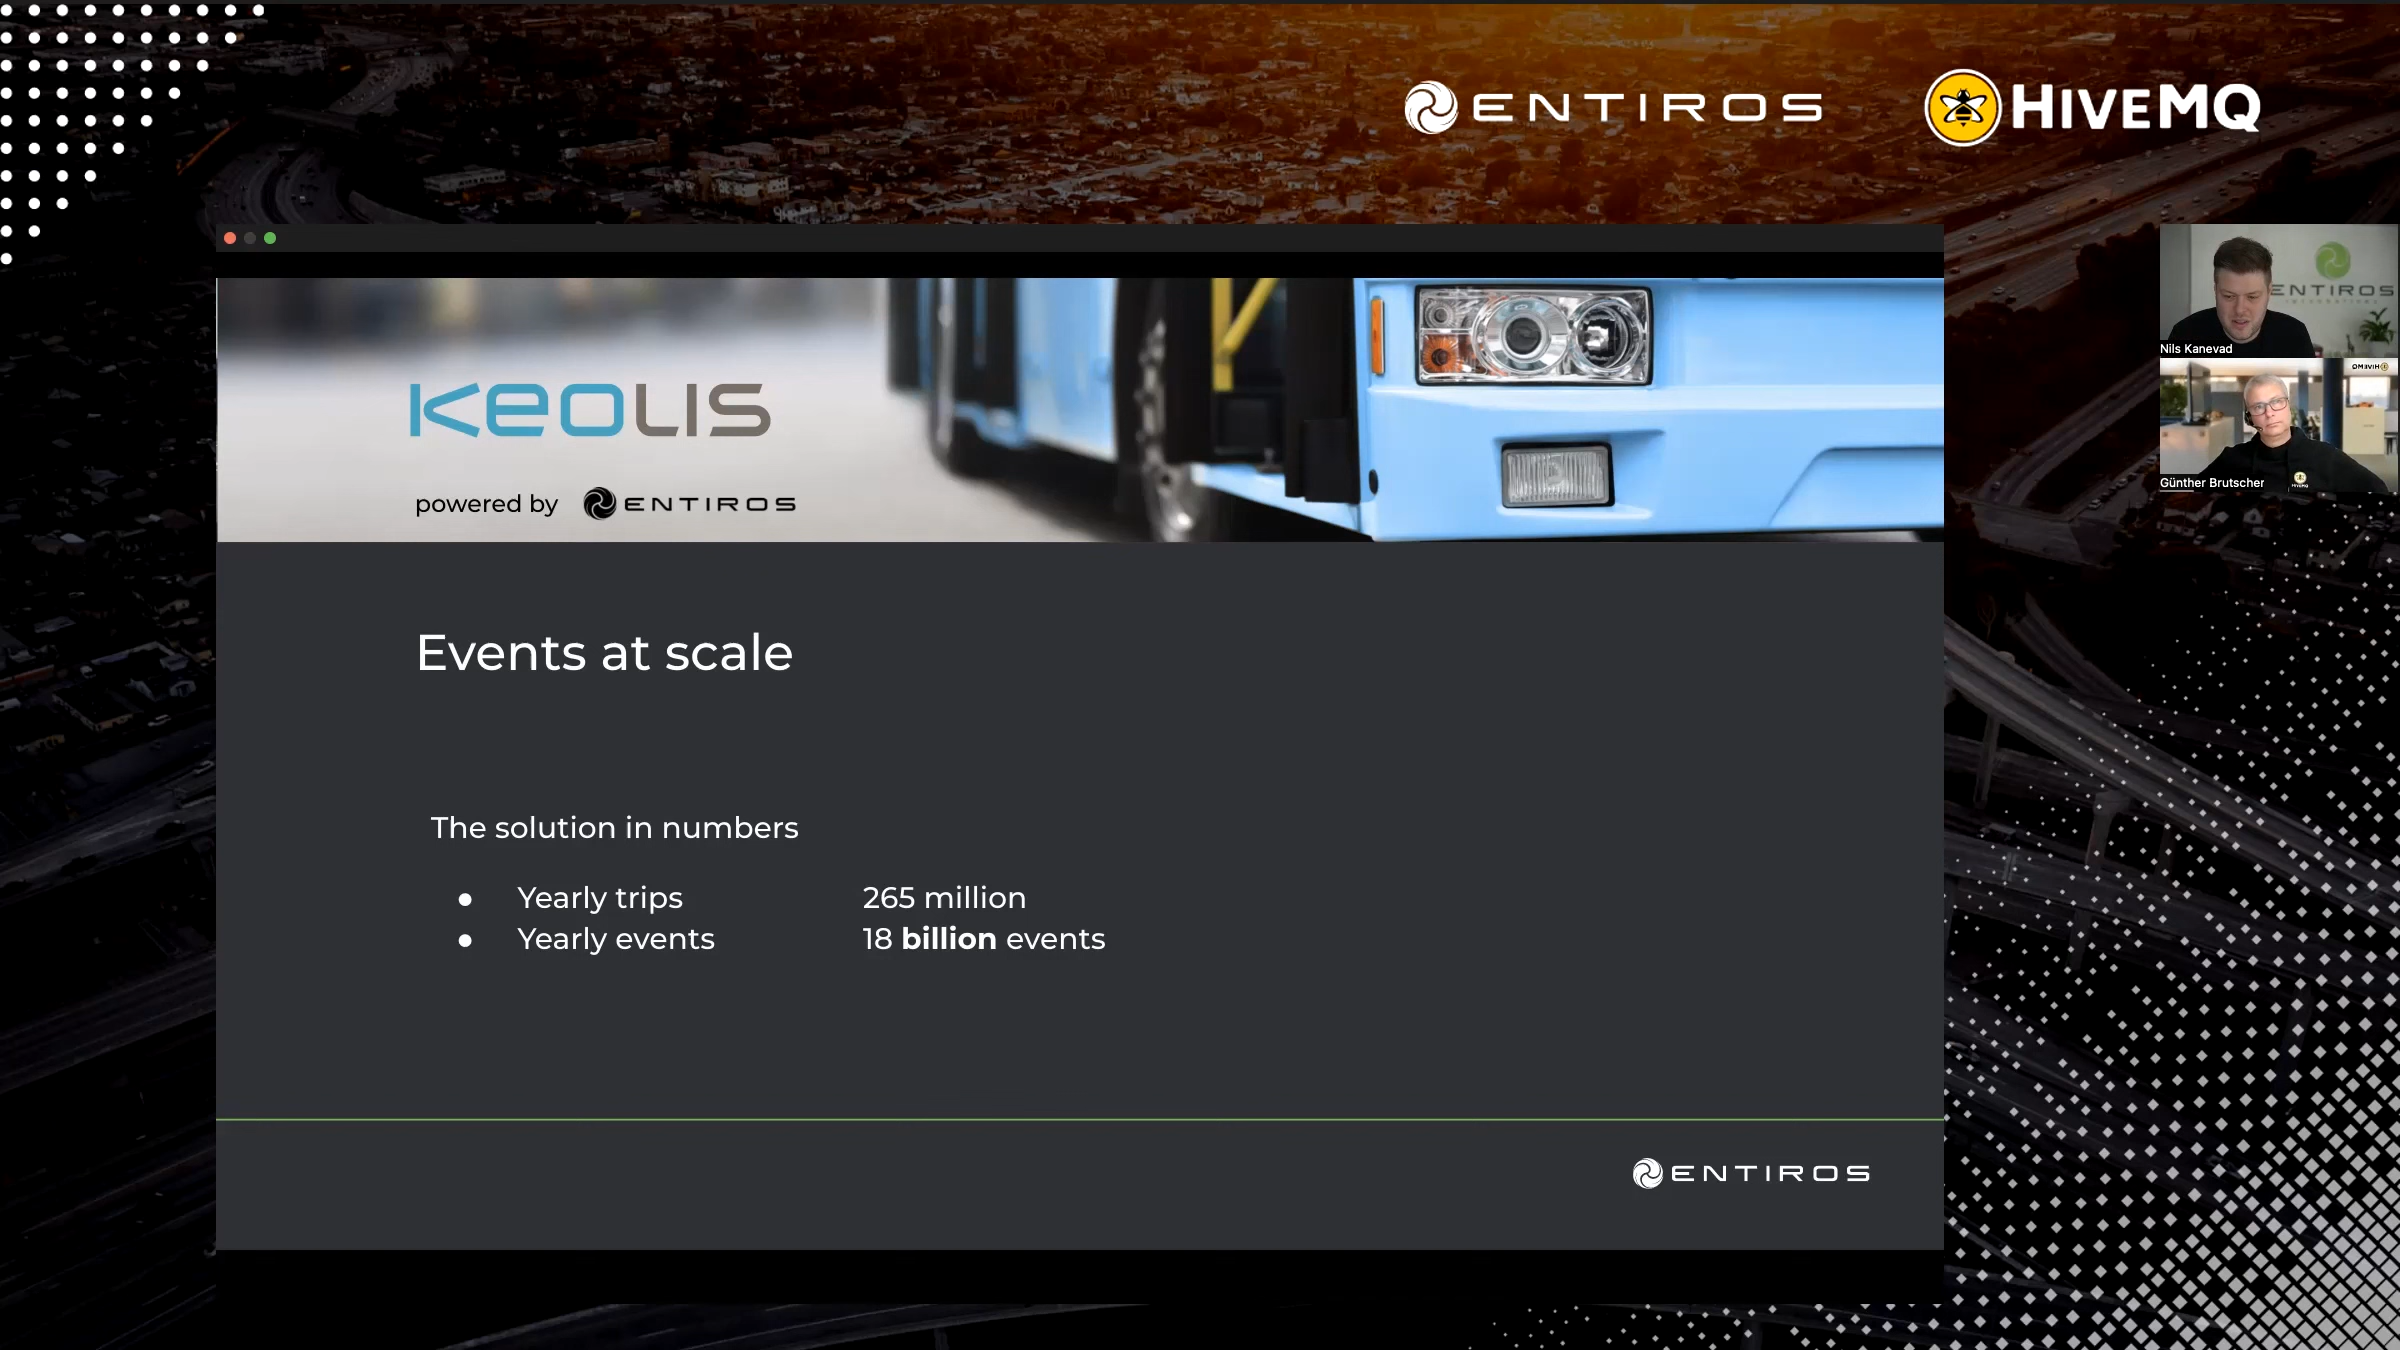 ENTIROS
HIVEMQ
KEOLIS
powered by ENTIROS
Events at scale
The solution in numbers
● Yearly trips 265 million
● Yearly events 18 billion events
ENTIROS
ENTIROS
Nils Kanevad
HIVEMQ
Günther Brutscher